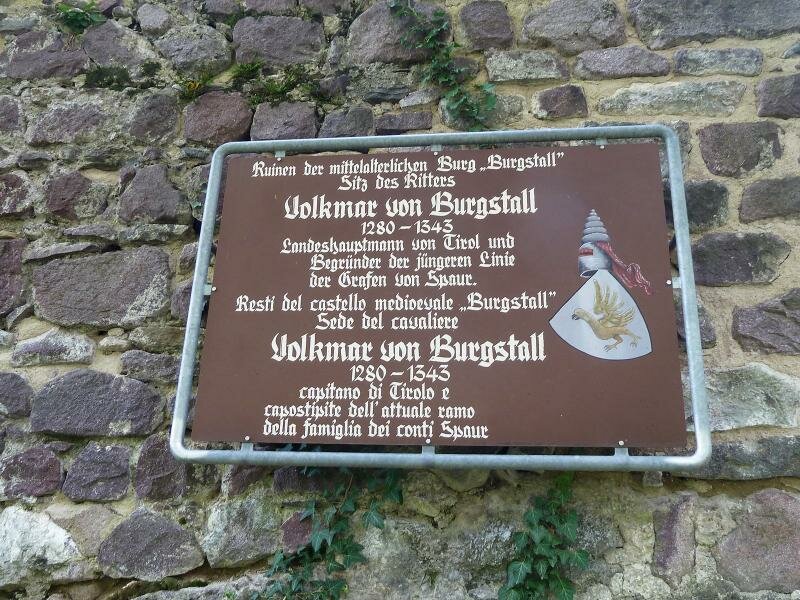 Ruinen der mittelalterlichen Burg „Burgstall"
Sitz des Ritters
Volkmar von Burgstall
1280 – 1343
Landeshauptmann von Tirol und
Begründer der jüngeren Linie
der Grafen von Spaur.
Resti del castello medioevale „Burgstall"
Sede del cavaliere
Volkmar von Burgstall
1280 – 1343
capitano di Tirolo e
capostipite dell'attuale ramo
della famiglia dei conti Spaur